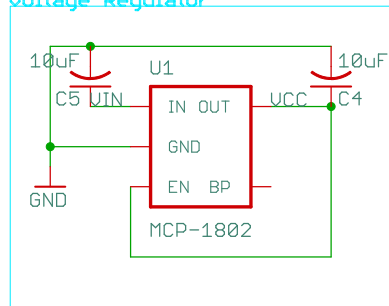 Voltage Regulator
10uF
10uF
U1
C5
VIN
IN
OUT
VCC
C4
GND
GND
EN
BP
MCP-1802